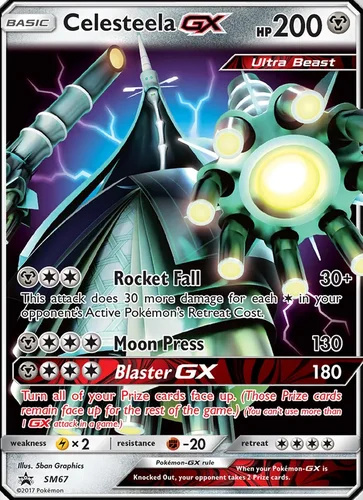 BASIC Celesteela GX HP 200
Ultra Beast
Rocket Fall 30+
This attack does 30 more damage for each in your
opponent's Active Pokémon's Retreat Cost.
Moon Press 130
Blaster GX 180
Turn all of your Prize cards face up. (Those Prize cards
remain face up for the rest of the game.) (You can't use more than
1 GX attack in a game.)
weakness ×2 resistance -20 retreat
Illus. 5ban Graphics
Pokémon-GX rule
When your Pokémon-GX is
Knocked Out, your opponent takes 2 Prize cards.
PROMO SM67
©2017 Pokémon